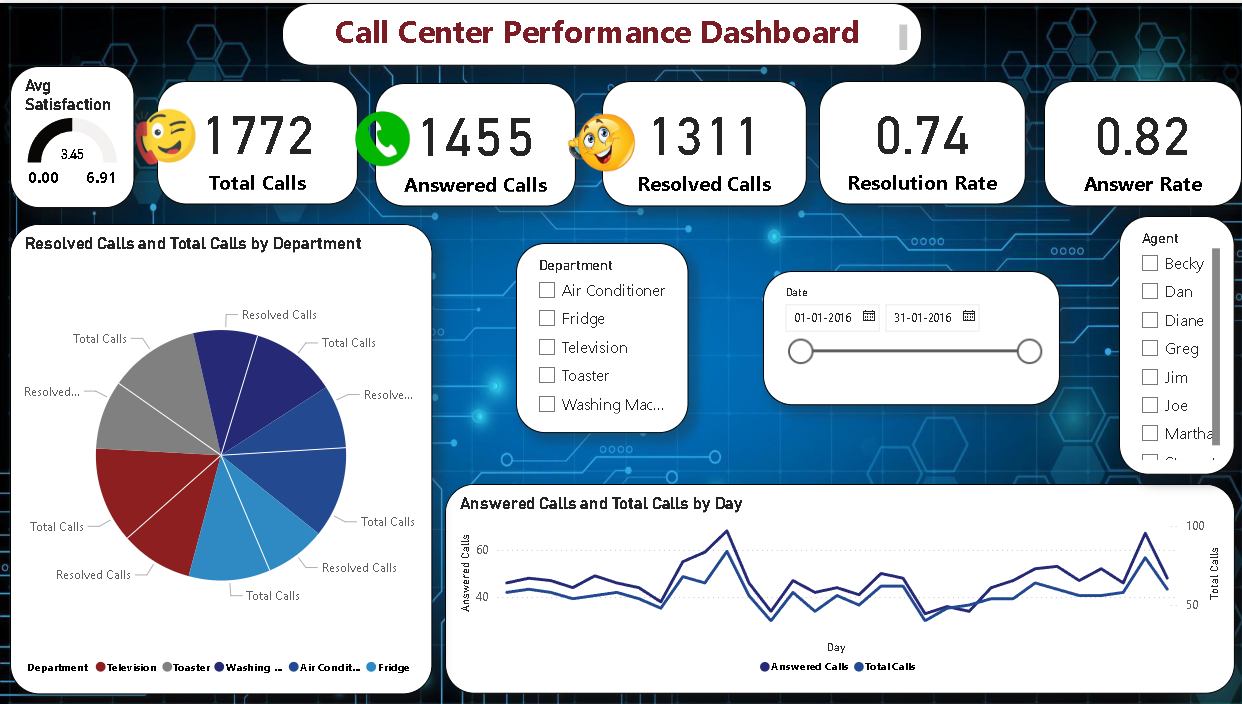 Call Center Performance Dashboard
Avg
Satisfaction
3.45
0.00 6.91
1772
Total Calls
1455
Answered Calls
1311
Resolved Calls
0.74
Resolution Rate
0.82
Answer Rate
Resolved Calls and Total Calls by Department
Resolved Calls
Total Calls
Resolve...
Total Calls
Resolved Calls
Total Calls
Resolved Calls
Total Calls
Resolved...
Total Calls
Department Television Toaster Washing ... Air Condit... Fridge
Department
Air Conditioner
Fridge
Television
Toaster
Washing Mac...
Date
01-01-2016 31-01-2016
Agent
Becky
Dan
Diane
Greg
Jim
Joe
Martha
Answered Calls and Total Calls by Day
Answered Calls
60
40
100
50
Total Calls
Day
Answered Calls Total Calls